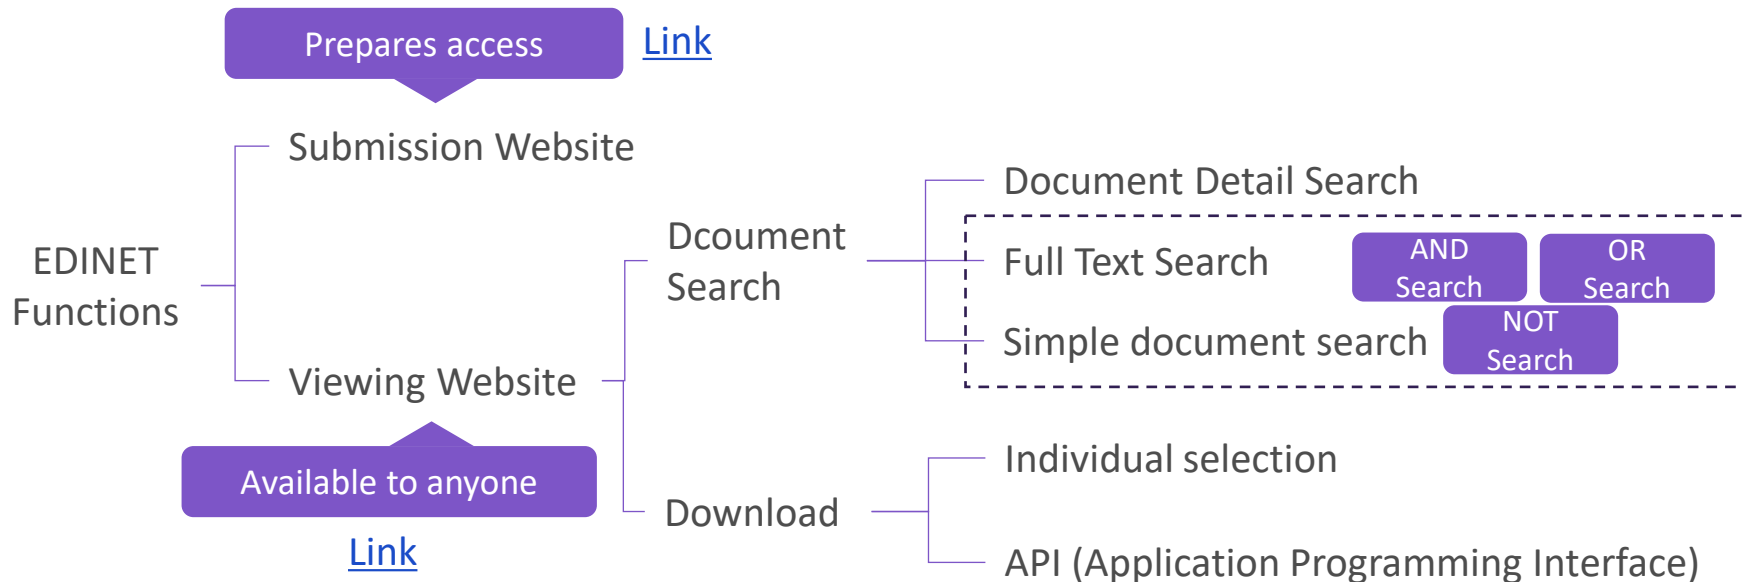 Prepares access
Link
Submission Website
Document Detail Search
Dcoument
Search
EDINET
Functions
Full Text Search
AND
Search
OR
Search
Simple document search
NOT
Search
Viewing Website
Available to anyone
Link
Individual selection
Download
API (Application Programming Interface)